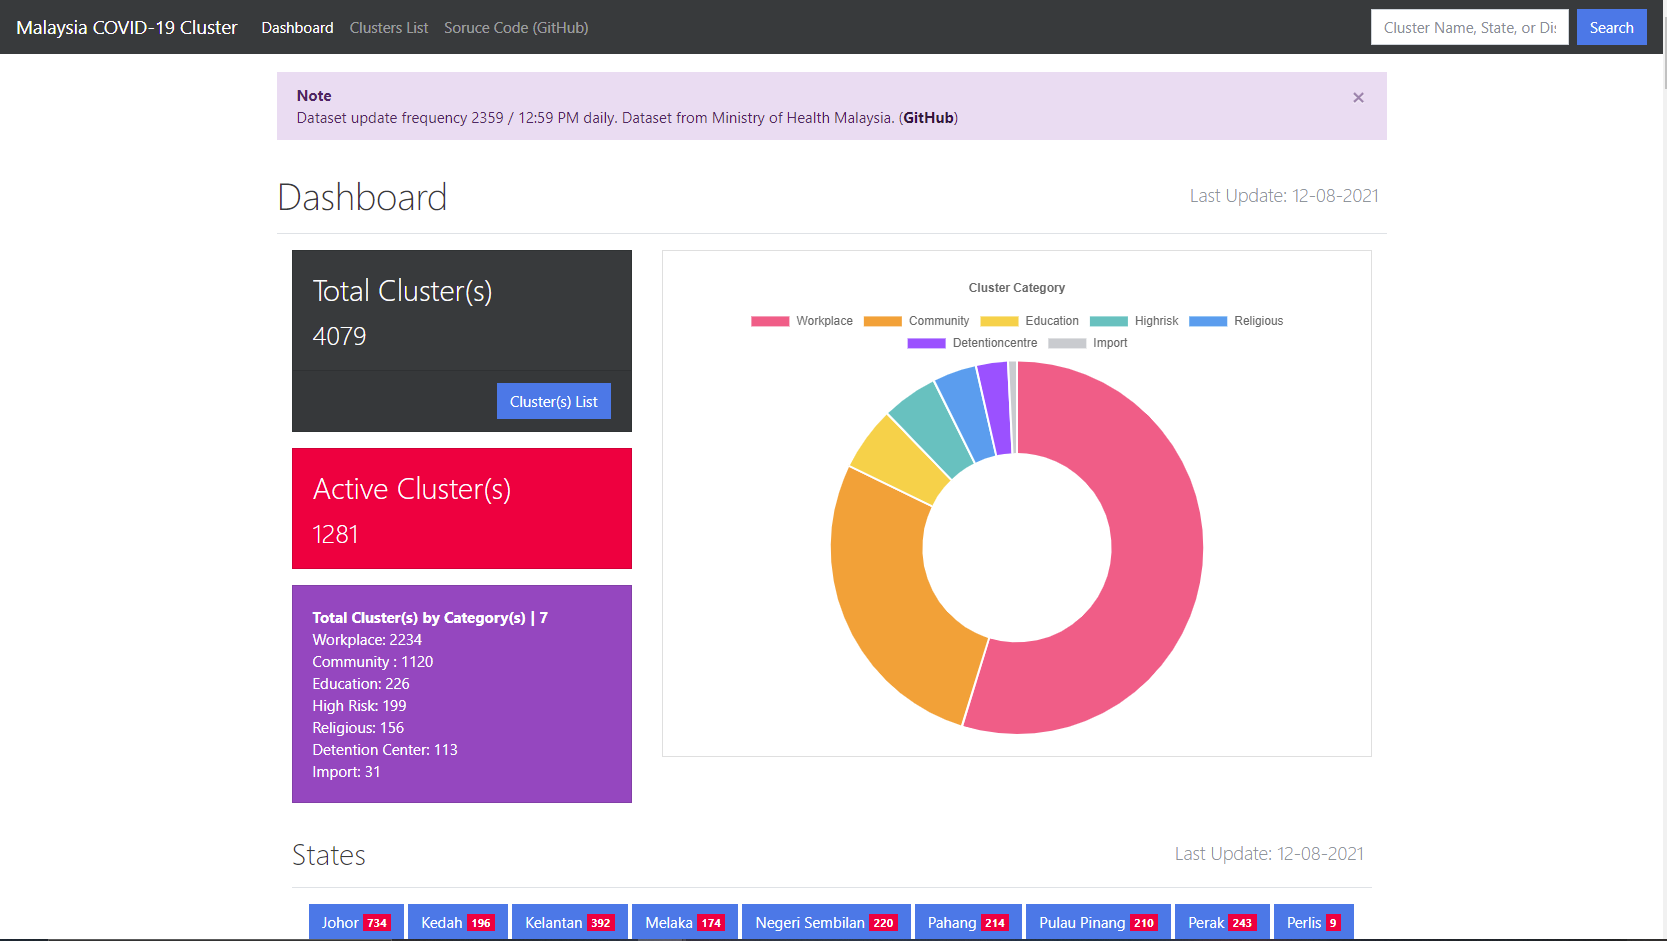 Malaysia COVID-19 Cluster Dashboard Clusters List Soruce Code (GitHub) Cluster Name, State, or Dis Search
Note ×
Dataset update frequency 2359 / 12:59 PM daily. Dataset from Ministry of Health Malaysia. (GitHub)
Dashboard Last Update: 12-08-2021
Total Cluster(s)
4079
Cluster(s) List
Active Cluster(s)
1281
Total Cluster(s) by Category(s) | 7
Workplace: 2234
Community : 1120
Education: 226
High Risk: 199
Religious: 156
Detention Center: 113
Import: 31
Cluster Category
Workplace Community Education Highrisk Religious
Detentioncentre Import
States Last Update: 12-08-2021
Johor 734 Kedah 196 Kelantan 392 Melaka 174 Negeri Sembilan 220 Pahang 214 Pulau Pinang 210 Perak 243 Perlis 9